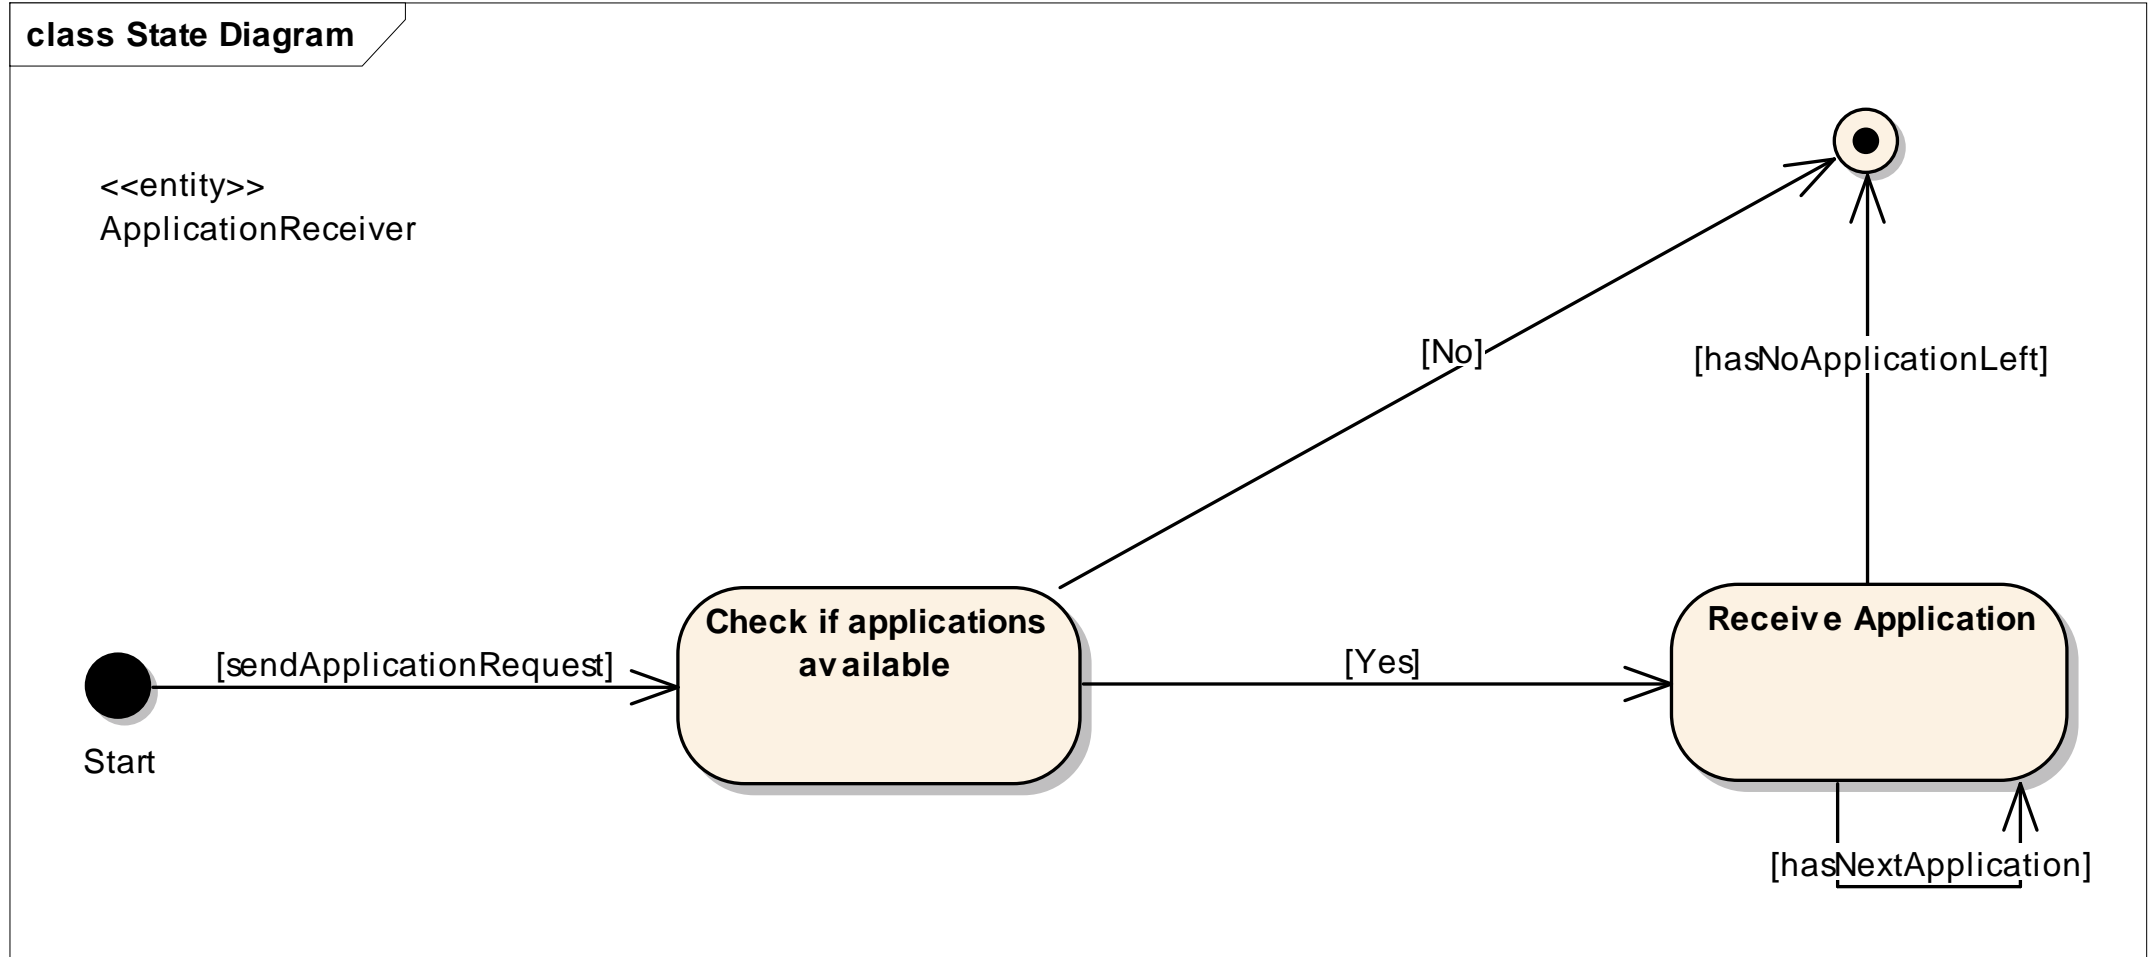 class State Diagram
<<entity>>
ApplicationReceiver
[No]
[hasNoApplicationLeft]
Check if applications
available
Receive Application
[sendApplicationRequest]
[Yes]
Start
[hasNextApplication]